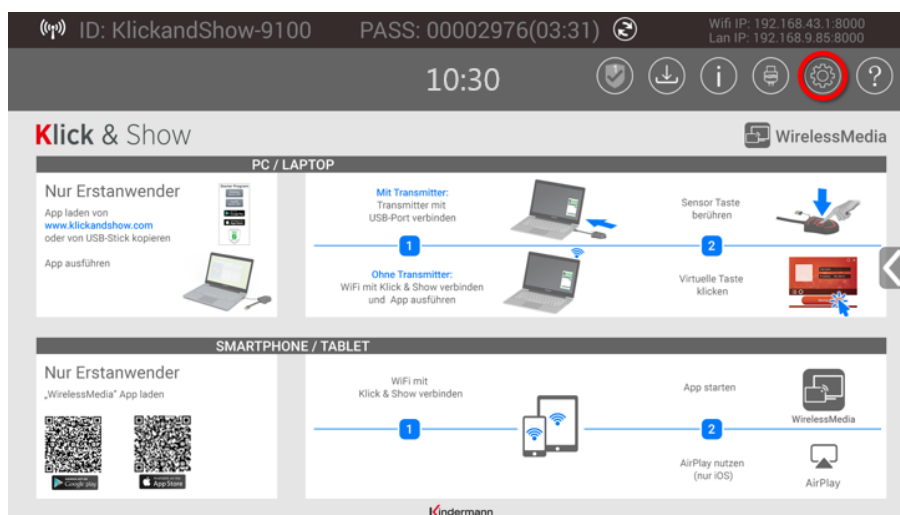 ID: KlickandShow-9100
PASS: 00002976(03:31)
Wifi IP: 192.168.43.1:8000
Lan IP: 192.168.9.85:8000
10:30
Klick & Show
WirelessMedia
PC / LAPTOP
Nur Erstanwender
App laden von
www.klickandshow.com
oder von USB-Stick kopieren
App ausführen
Mit Transmitter:
Transmitter mit
USB-Port verbinden
1
Ohne Transmitter:
WiFi mit Klick & Show verbinden
und App ausführen
Sensor Taste
berühren
2
Virtuelle Taste
klicken
SMARTPHONE / TABLET
Nur Erstanwender
„WirelessMedia" App laden
Google play
App Store
WiFi mit
Klick & Show verbinden
1
App starten
WirelessMedia
2
AirPlay nutzen
(nur iOS)
AirPlay
Kindermann